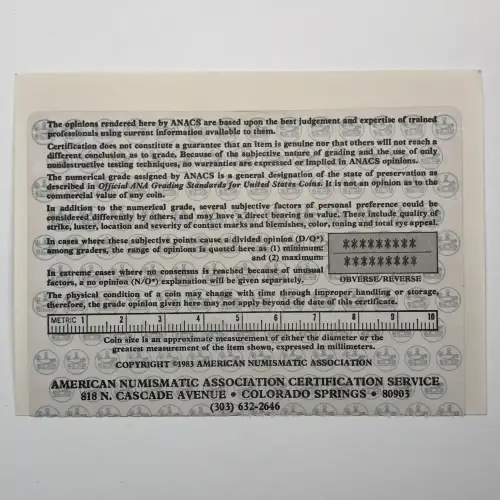 The opinions rendered here by ANACS are based upon the best judgement and expertise of trained
professionals using current information available to them.
Certification does not constitute a guarantee that an item is genuine nor that others will not reach a
different conclusion as to grade. Because of the subjective nature of grading and the use of only
nondestructive testing techniques, no warranties are expressed or implied in ANACS opinions.
The numerical grade assigned by ANACS is a general designation of the state of preservation as
described in Official ANA Grading Standards for United States Coins. It is not an opinion as to the
commercial value of any coin.
In addition to the numerical grade, several subjective factors of personal preference could be
considered differently by others, and may have a direct bearing on value. These include quality of
strike, luster, location and severity of contact marks and blemishes, color, toning and total eye appeal.
In cases where these subjective points cause a divided opinion (D/O*)
among graders, the range of opinions is quoted here as (1) minimum:
and (2) maximum:
*********
*********
OBVERSE/REVERSE
In extreme cases where no consensus is reached because of unusual
factors, a no opinion (N/O*) explanation will be given separately.
The physical condition of a coin may change with time through improper handling or storage,
therefore, the grade opinion given here may not apply beyond the date of this certificate.
METRIC 1 2 3 4 5 6 7 8 9 10
Coin size is an approximate measurement of either the diameter or the
greatest measurement of the item shown, expressed in millimeters.
COPYRIGHT ©1983 AMERICAN NUMISMATIC ASSOCIATION
AMERICAN NUMISMATIC ASSOCIATION CERTIFICATION SERVICE
818 N. CASCADE AVENUE • COLORADO SPRINGS • 80903
(303) 632-2646